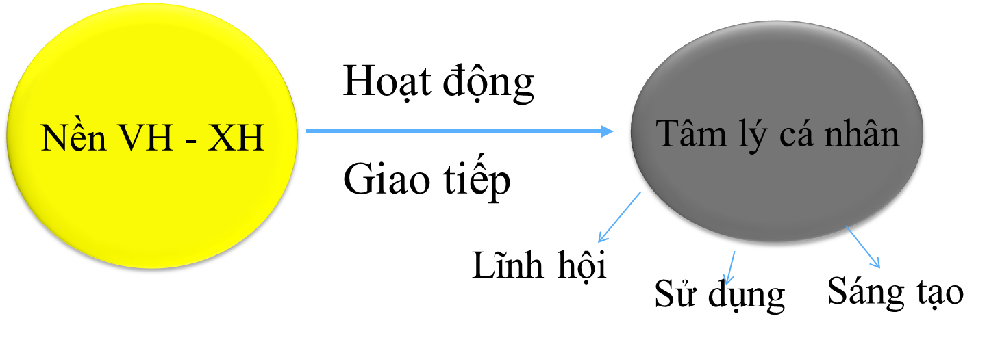 Nền VH - XH
Hoạt động
Giao tiếp
Tâm lý cá nhân
Lĩnh hội
Sử dụng
Sáng tạo